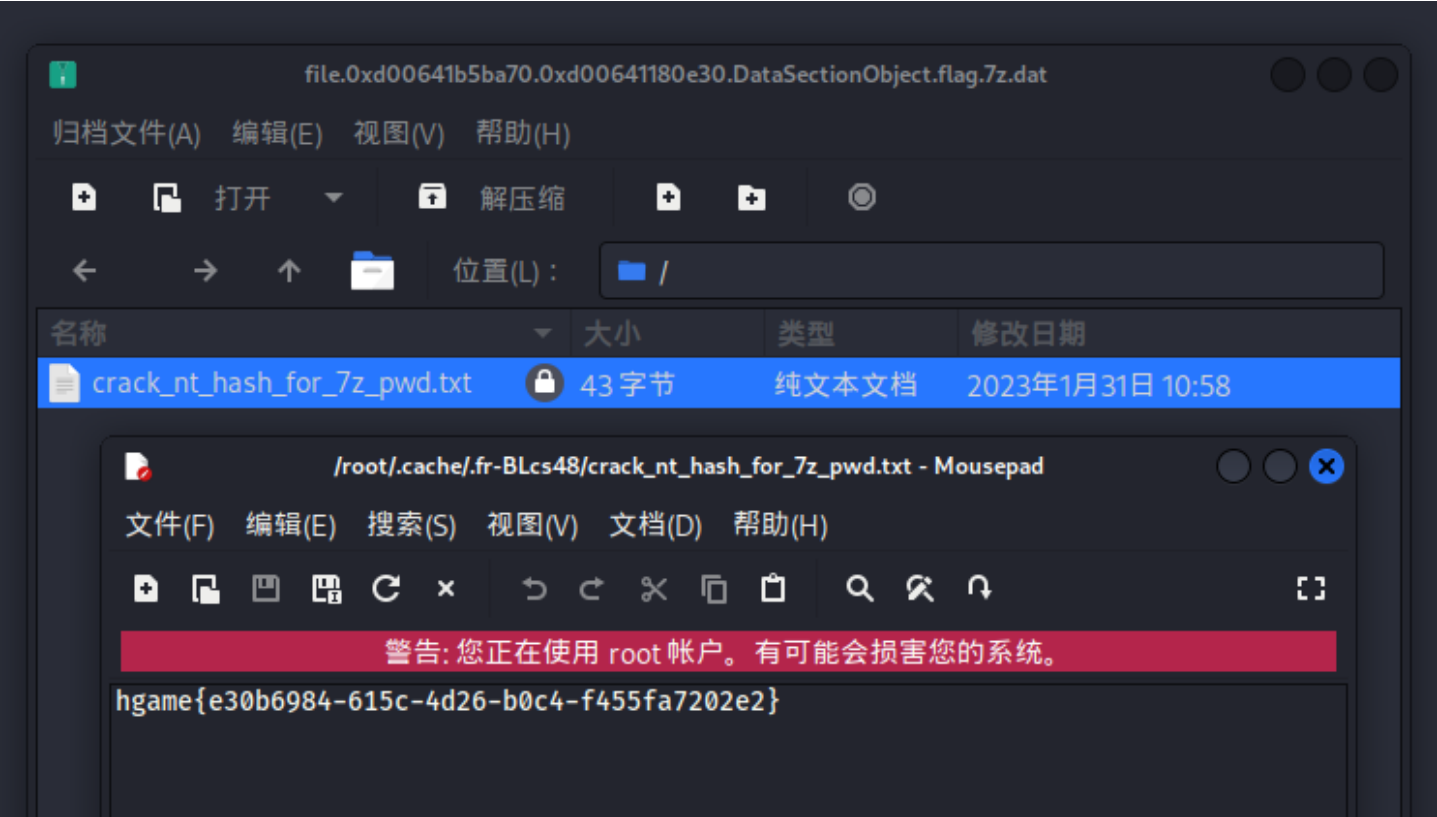 file.0xd00641b5ba70.0xd00641180e30.DataSectionObject.flag.7z.dat
归档文件(A) 编辑(E) 视图(V) 帮助(H)
打开 解压缩
位置(L)： /
名称 大小 类型 修改日期
crack_nt_hash_for_7z_pwd.txt 43 字节 纯文本文档 2023年1月31日 10:58
/root/.cache/.fr-BLcs48/crack_nt_hash_for_7z_pwd.txt - Mousepad
文件(F) 编辑(E) 搜索(S) 视图(V) 文档(D) 帮助(H)
警告: 您正在使用 root 帐户。有可能会损害您的系统。
hgame{e30b6984-615c-4d26-b0c4-f455fa7202e2}